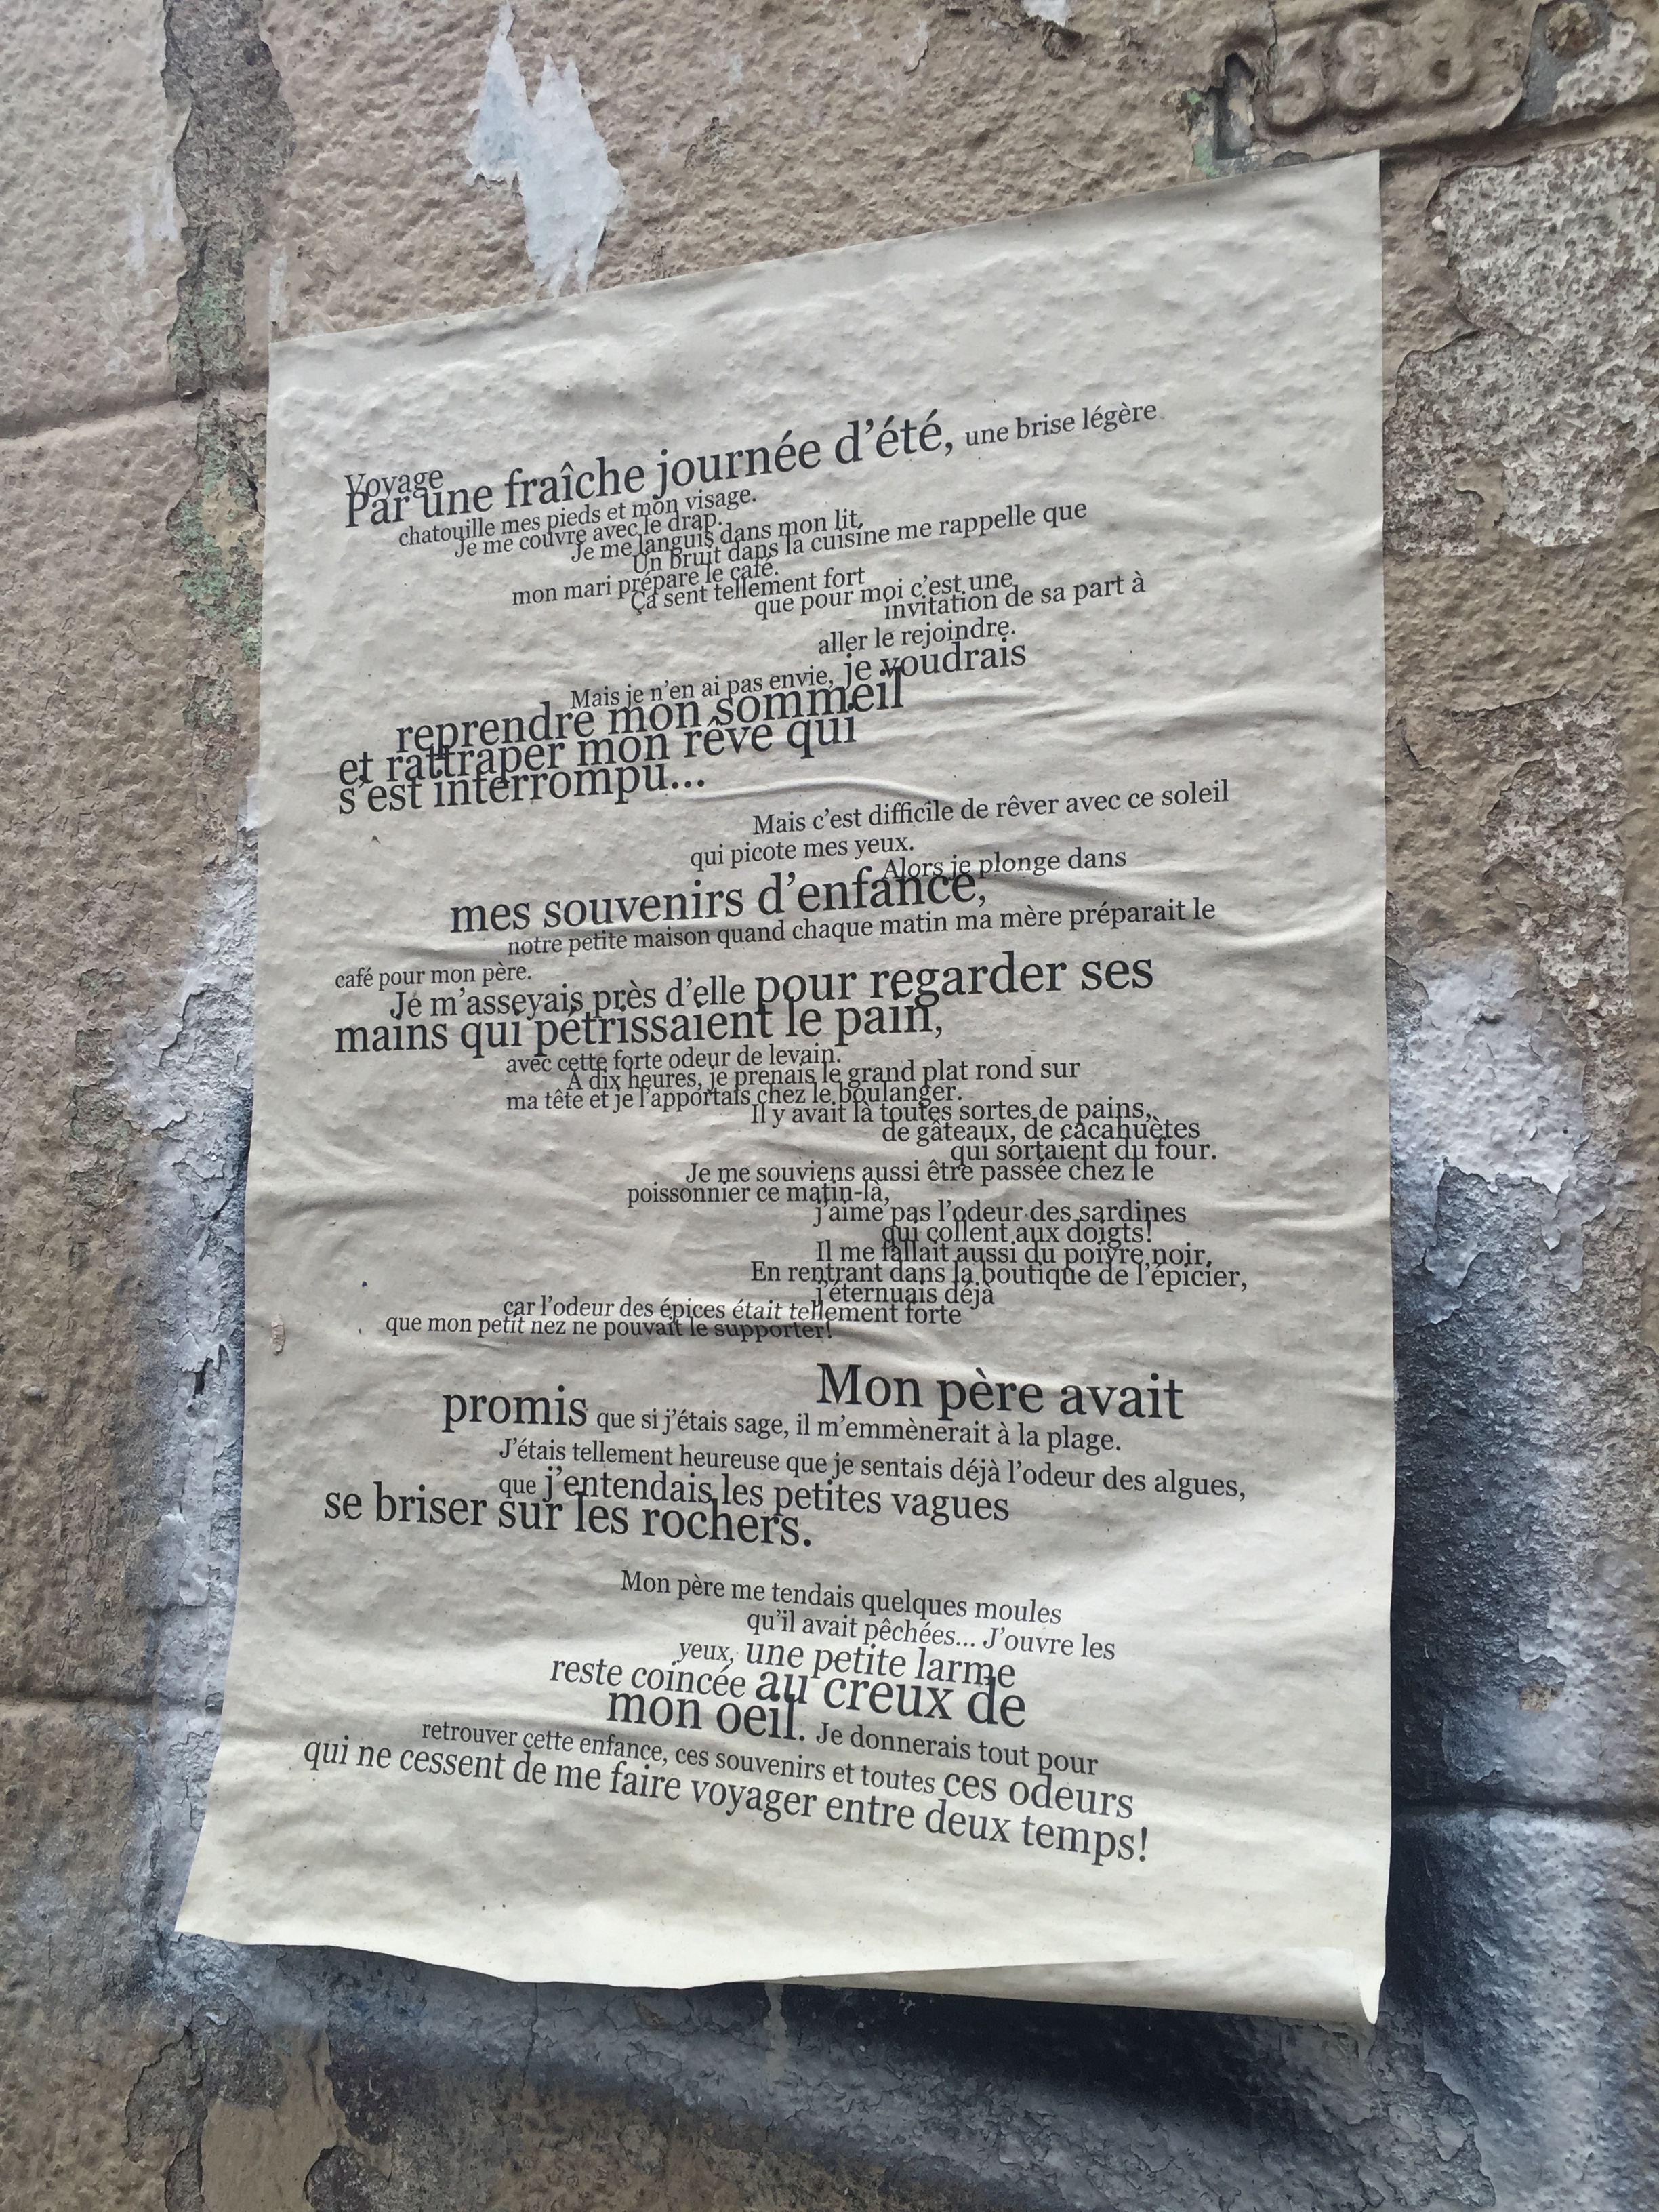 588
Voyage
Par une fraîche journée d'été, une brise légère
chatouille mes pieds et mon visage.
Je me couvre avec le drap.
Je me languis dans mon lit.
Un bruit dans la cuisine me rappelle que
mon mari prépare le café.
Ça sent tellement fort
que pour moi c'est une
invitation de sa part à
aller le rejoindre.
Mais je n'en ai pas envie, je voudrais
reprendre mon sommeil
et rattraper mon rêve qui
s'est interrompu...
Mais c'est difficile de rêver avec ce soleil
qui picote mes yeux.
Alors je plonge dans
mes souvenirs d'enfance,
notre petite maison quand chaque matin ma mère préparait le
café pour mon père.
Je m'asseyais près d'elle pour regarder ses
mains qui pétrissaient le pain,
avec cette forte odeur de levain.
A dix heures, je prenais le grand plat rond sur
ma tête et je l'apportais chez le boulanger.
Il y avait là toutes sortes de pains,
de gâteaux, de cacahuètes
qui sortaient du four.
Je me souviens aussi être passée chez le
poissonnier ce matin-là,
j'aime pas l'odeur des sardines
qui collent aux doigts!
Il me fallait aussi du poivre noir.
En rentrant dans la boutique de l'épicier,
j'éternuais déjà
car l'odeur des épices était tellement forte
que mon petit nez ne pouvait le supporter!
Mon père avait
promis que si j'étais sage, il m'emmènerait à la plage.
J'étais tellement heureuse que je sentais déjà l'odeur des algues,
que j'entendais les petites vagues
se briser sur les rochers.
Mon père me tendais quelques moules
qu'il avait pêchées... J'ouvre les
yeux, une petite larme
reste coincée au creux de
mon oeil. Je donnerais tout pour
retrouver cette enfance, ces souvenirs et toutes ces odeurs
qui ne cessent de me faire voyager entre deux temps!